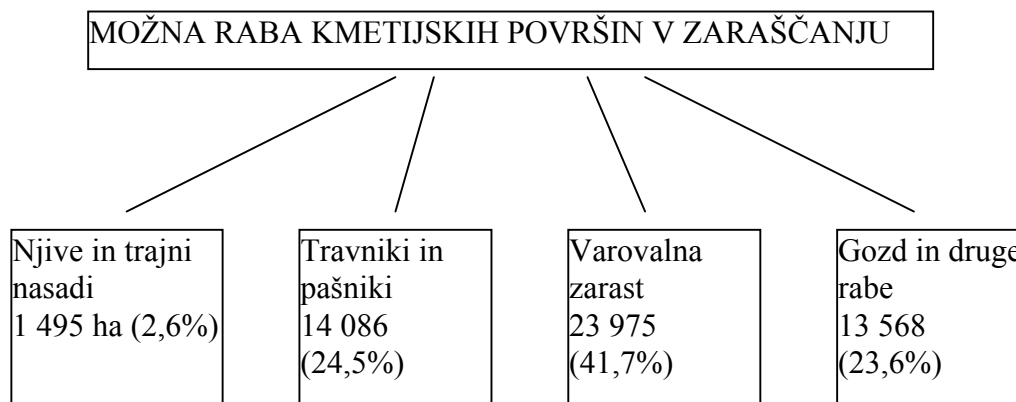 MOŽNA RABA KMETIJSKIH POVRŠIN V ZARAŠČANJU
Njive in trajni
nasadi
1 495 ha (2,6%)
Travniki in
pašniki
14 086
(24,5%)
Varovalna
zarast
23 975
(41,7%)
Gozd in druge
rabe
13 568
(23,6%)